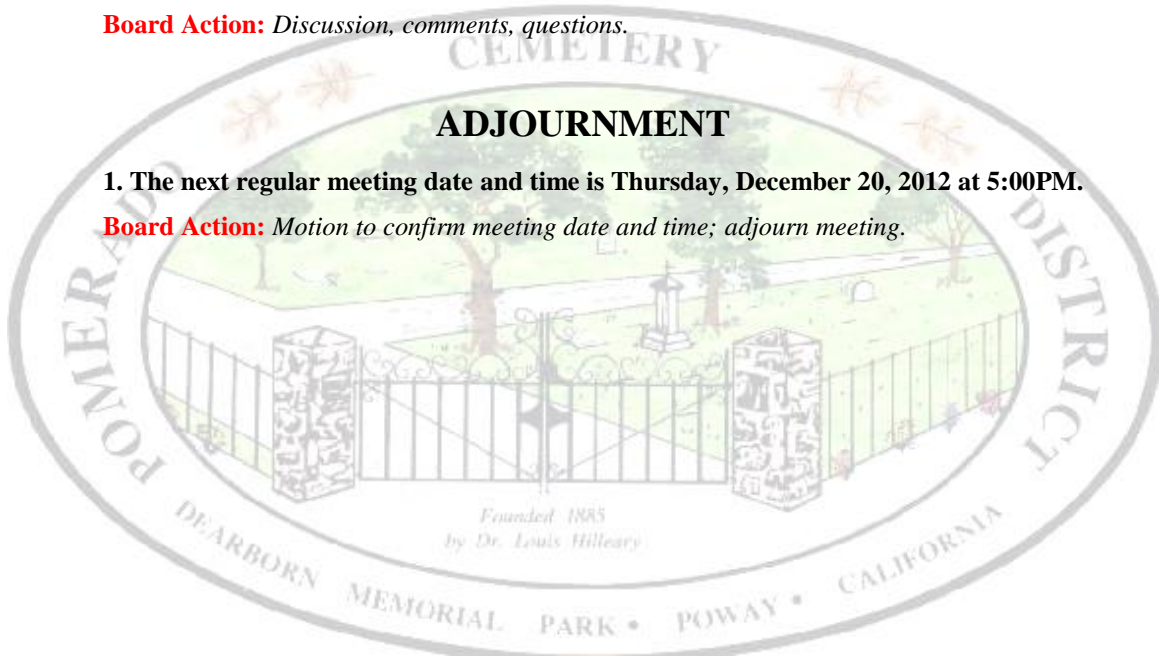 Board Action: Discussion, comments, questions.
ADJOURNMENT
1. The next regular meeting date and time is Thursday, December 20, 2012 at 5:00PM.
Board Action: Motion to confirm meeting date and time; adjourn meeting.
POMERADO CEMETERY DISTRICT
Founded 1885
by Dr. Louis Hilleary
DEARBORN MEMORIAL PARK • POWAY • CALIFORNIA